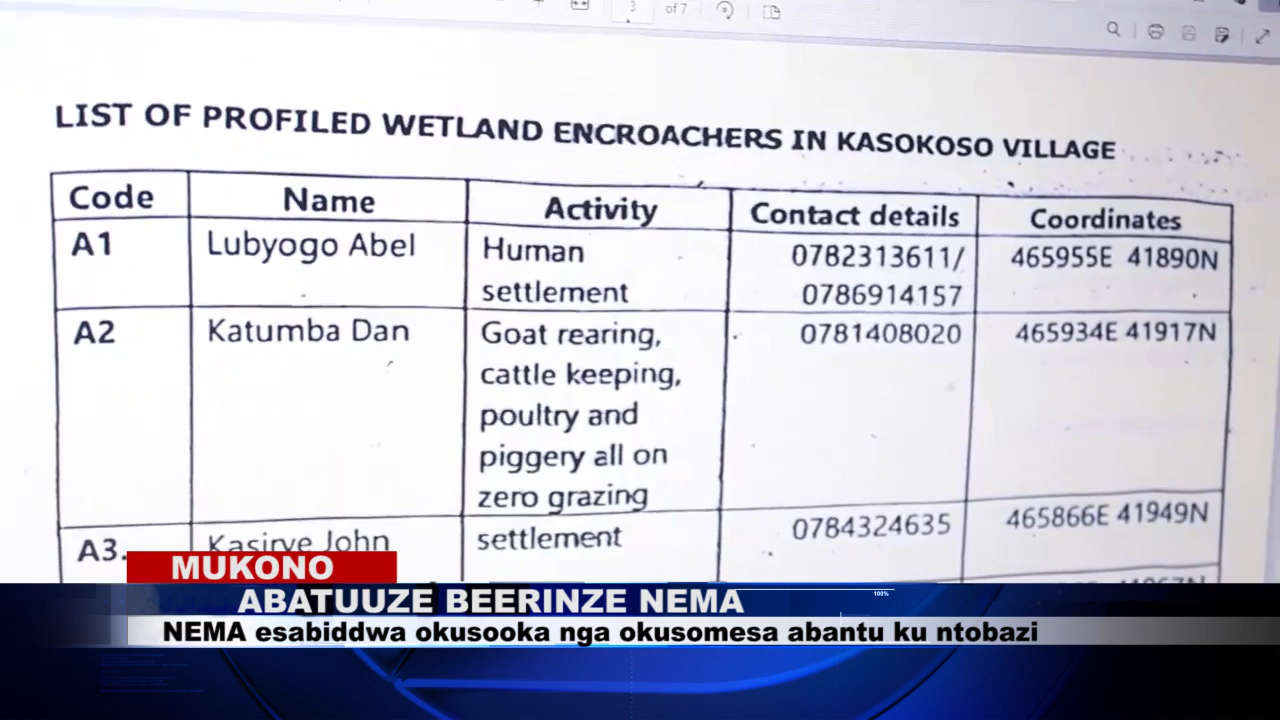 3 of 7
LIST OF PROFILED WETLAND ENCROACHERS IN KASOKOSO VILLAGE
Code Name Activity Contact details Coordinates
A1 Lubyogo Abel Human settlement 0782313611/ 0786914157 465955E 41890N
A2 Katumba Dan Goat rearing, cattle keeping, poultry and piggery all on zero grazing 0781408020 465934E 41917N
A3. Kasirye John settlement 0784324635 465866E 41949N
MUKONO
ABATUUZE BEERINZE NEMA
100%
NEMA esabiddwa okusooka nga okusomesa abantu ku ntobazi